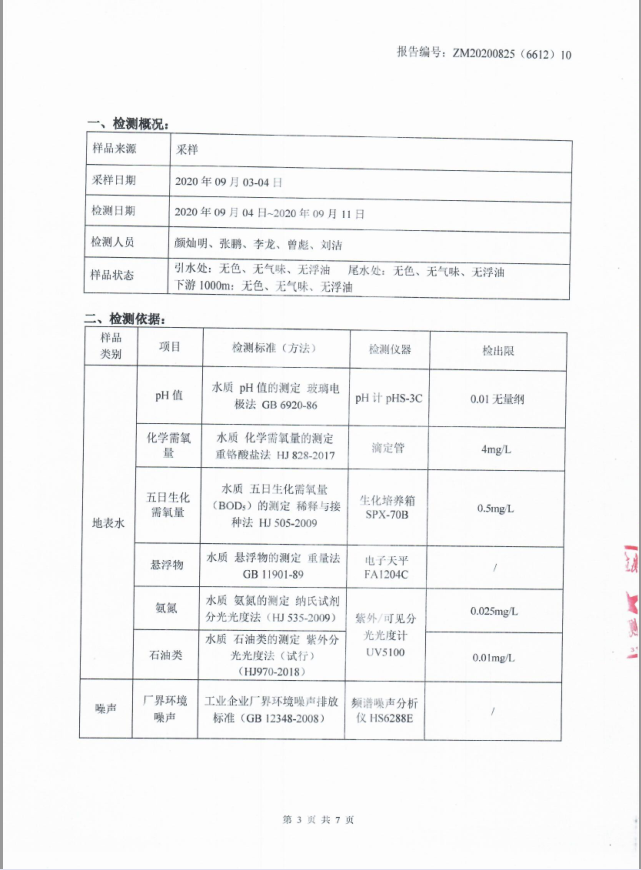 报告编号：ZM20200825（6612）10
一、检测概况：
样品来源 采样
采样日期 2020 年 09 月 03-04 日
检测日期 2020 年 09 月 04 日~2020 年 09 月 11 日
检测人员 颜灿明、张鹏、李龙、曾彪、刘洁
样品状态 引水处：无色、无气味、无浮油 尾水处：无色、无气味、无浮油
下游 1000m：无色、无气味、无浮油
二、检测依据：
样品
类别
项目
检测标准（方法）
检测仪器
检出限
地表水
pH 值
水质 pH 值的测定 玻璃电
极法 GB 6920-86
pH 计 pHS-3C
0.01 无量纲
化学需氧
量
水质 化学需氧量的测定
重铬酸盐法 HJ 828-2017
滴定管
4mg/L
五日生化
需氧量
水质 五日生化需氧量
（BOD₅）的测定 稀释与接
种法 HJ 505-2009
生化培养箱
SPX-70B
0.5mg/L
悬浮物
水质 悬浮物的测定 重量法
GB 11901-89
电子天平
FA1204C
/
氨氮
水质 氨氮的测定 纳氏试剂
分光光度法（HJ 535-2009）
紫外/可见分
光光度计
UV5100
0.025mg/L
石油类
水质 石油类的测定 紫外分
光光度法（试行）
（HJ970-2018）
0.01mg/L
噪声
厂界环境
噪声
工业企业厂界环境噪声排放
标准（GB 12348-2008）
频谱噪声分析
仪 HS6288E
/
第 3 页 共 7 页